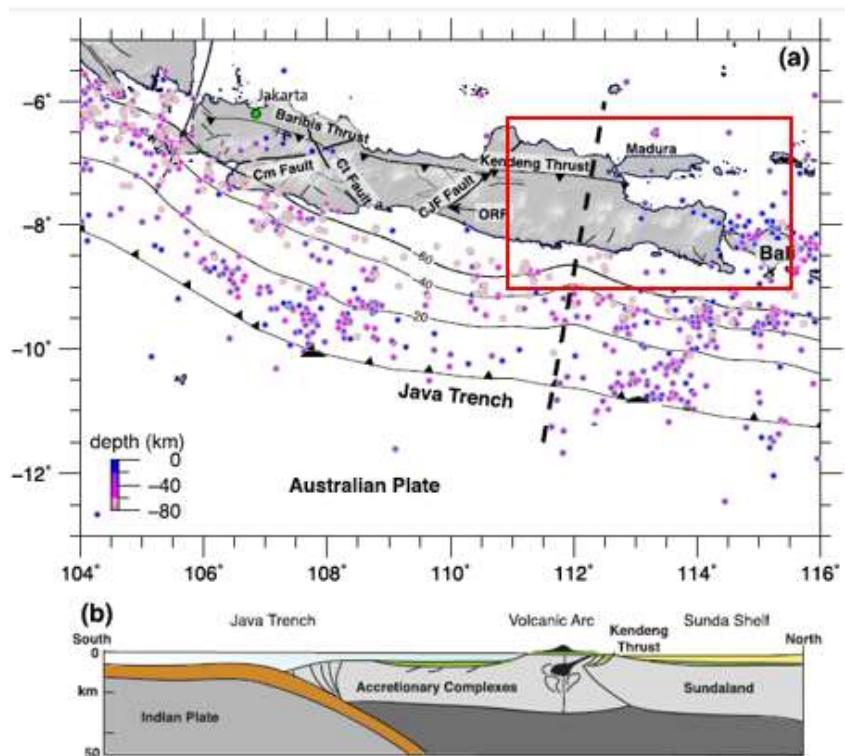 (a)
−6˚
−8˚
−10˚
−12˚
Jakarta
Baribis Thrust
Cm Fault
Ct Fault
CJF Fault
ORF
Kendeng Thrust
Madura
Bali
60
40
20
Java Trench
Australian Plate
depth (km)
0
−40
−80
104˚ 106˚ 108˚ 110˚ 112˚ 114˚ 116˚
(b)
Java Trench Volcanic Arc Kendeng Thrust Sunda Shelf
South North
0
km
50
Accretionary Complexes
Sundaland
Indian Plate